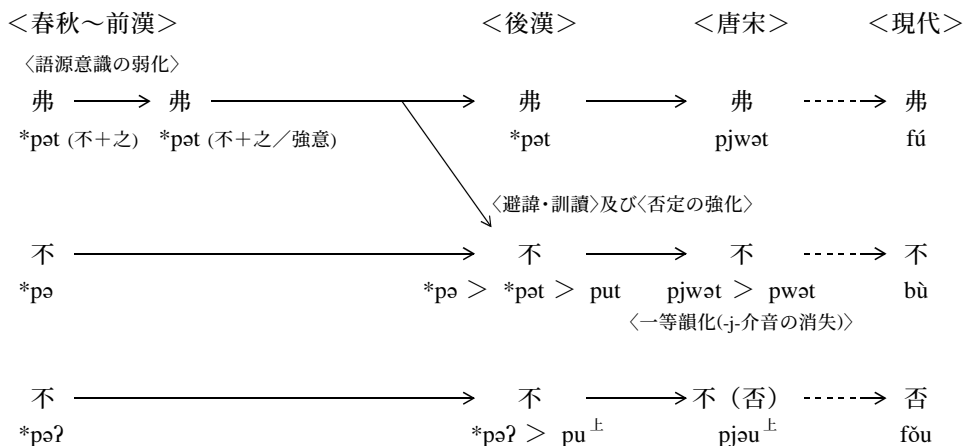 ＜春秋～前漢＞ ＜後漢＞ ＜唐宋＞ ＜現代＞
〈語源意識の弱化〉
弗 弗 弗 弗 弗
*pət (不＋之) *pət (不＋之／強意) *pət pjwət fú
〈避諱・訓讀〉及び〈否定の強化〉
不 不 不 不
*pə *pə ＞ *pət ＞ put pjwət ＞ pwət bù
〈一等韻化(-j-介音の消失)〉
不 不 不（否） 否
*pəʔ *pəʔ ＞ pu上 pjəu上 fǒu